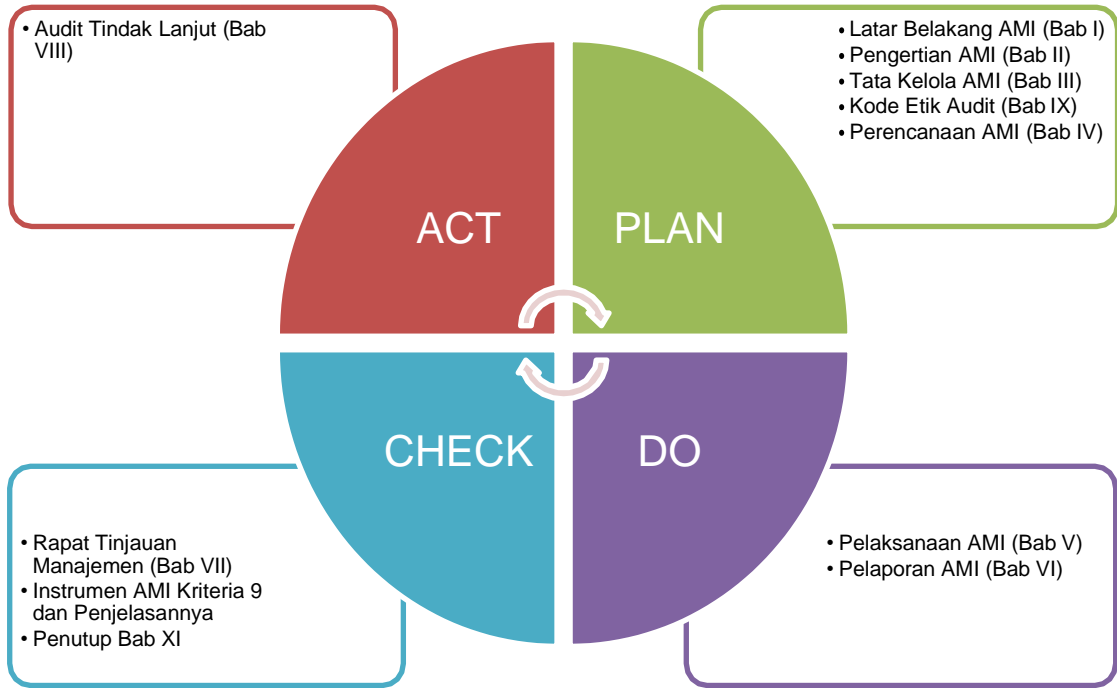 • Audit Tindak Lanjut (Bab
VIII)
• Latar Belakang AMI (Bab I)
• Pengertian AMI (Bab II)
• Tata Kelola AMI (Bab III)
• Kode Etik Audit (Bab IX)
• Perencanaan AMI (Bab IV)
ACT
PLAN
CHECK
DO
• Rapat Tinjauan
Manajemen (Bab VII)
• Instrumen AMI Kriteria 9
dan Penjelasannya
• Penutup Bab XI
• Pelaksanaan AMI (Bab V)
• Pelaporan AMI (Bab VI)